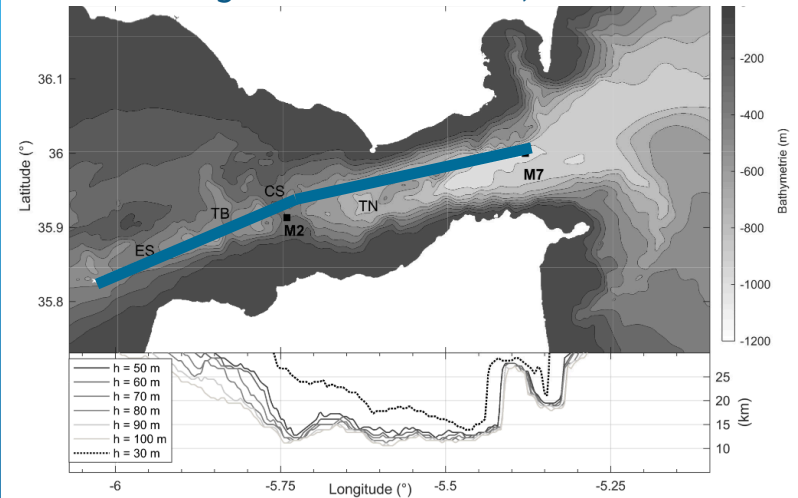 36.1
36
35.9
35.8
Latitude (°)
ES
TB
CS
M2
TN
M7
-200
-400
-600
-800
-1000
-1200
Bathymetrie (m)
h = 50 m
h = 60 m
h = 70 m
h = 80 m
h = 90 m
h = 100 m
h = 30 m
25
20
15
10
(km)
-6
-5.75
-5.5
-5.25
Longitude (°)